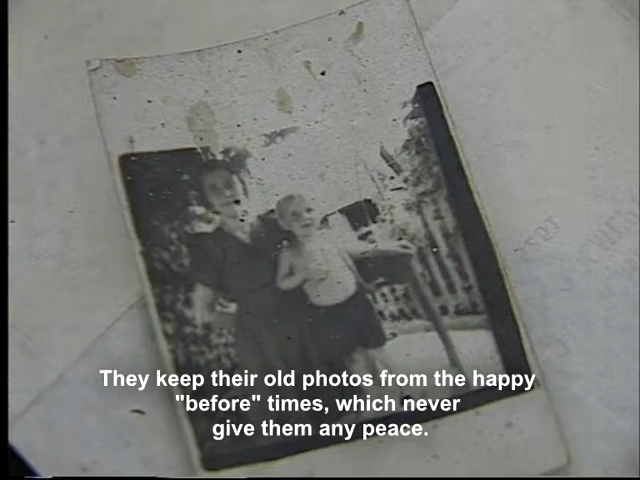 They keep their old photos from the happy
"before" times, which never
give them any peace.